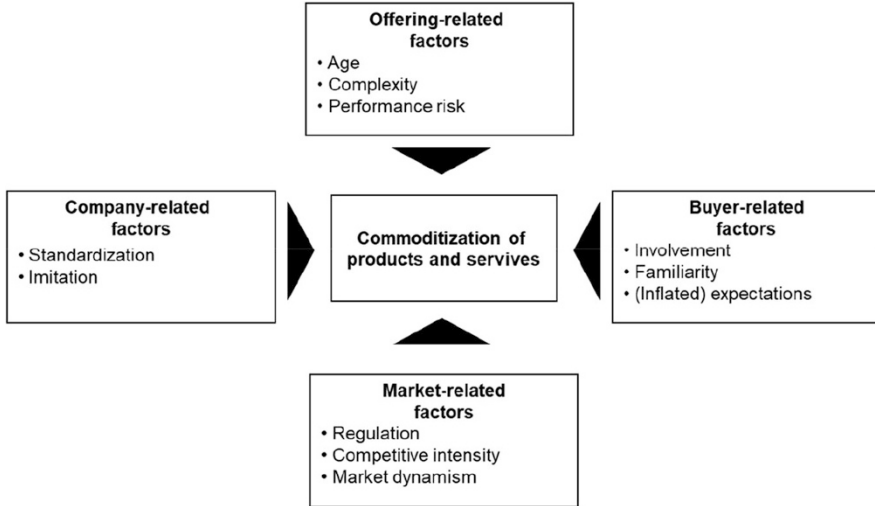 Offering-related
factors
• Age
• Complexity
• Performance risk
Company-related
factors
• Standardization
• Imitation
Commoditization of
products and servives
Buyer-related
factors
• Involvement
• Familiarity
• (Inflated) expectations
Market-related
factors
• Regulation
• Competitive intensity
• Market dynamism